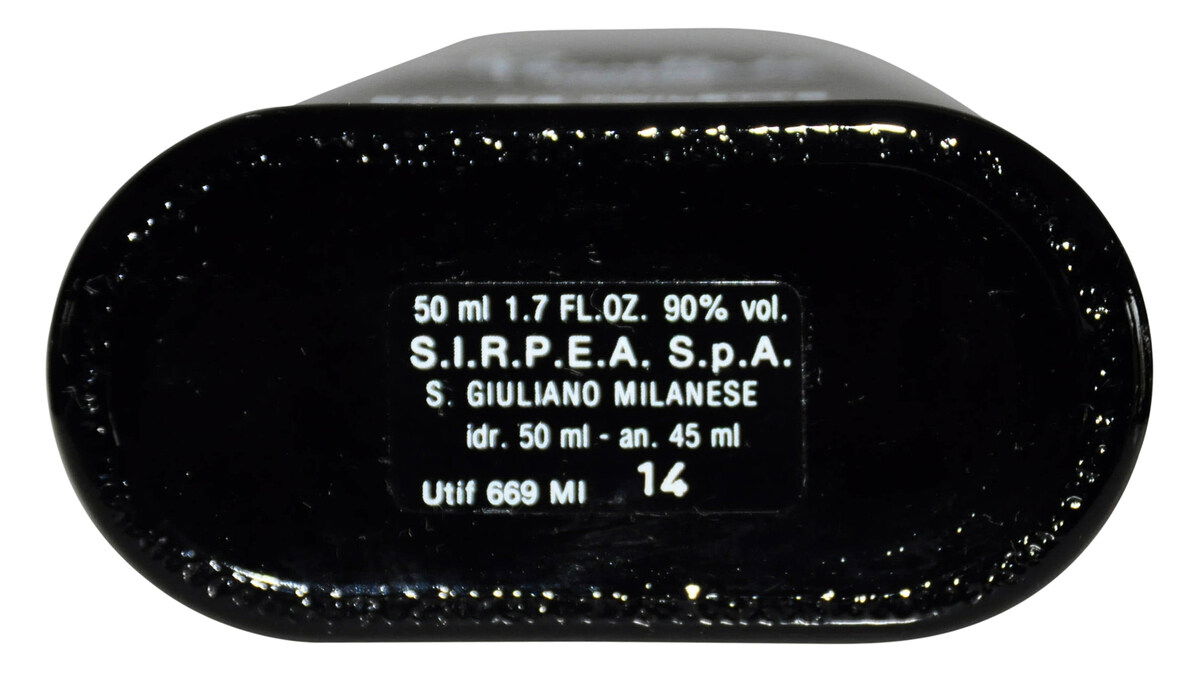 50 ml 1.7 FL.OZ. 90% vol.
S.I.R.P.E.A. S.p.A.
S. GIULIANO MILANESE
idr. 50 ml - an. 45 ml
Utif 669 MI 14